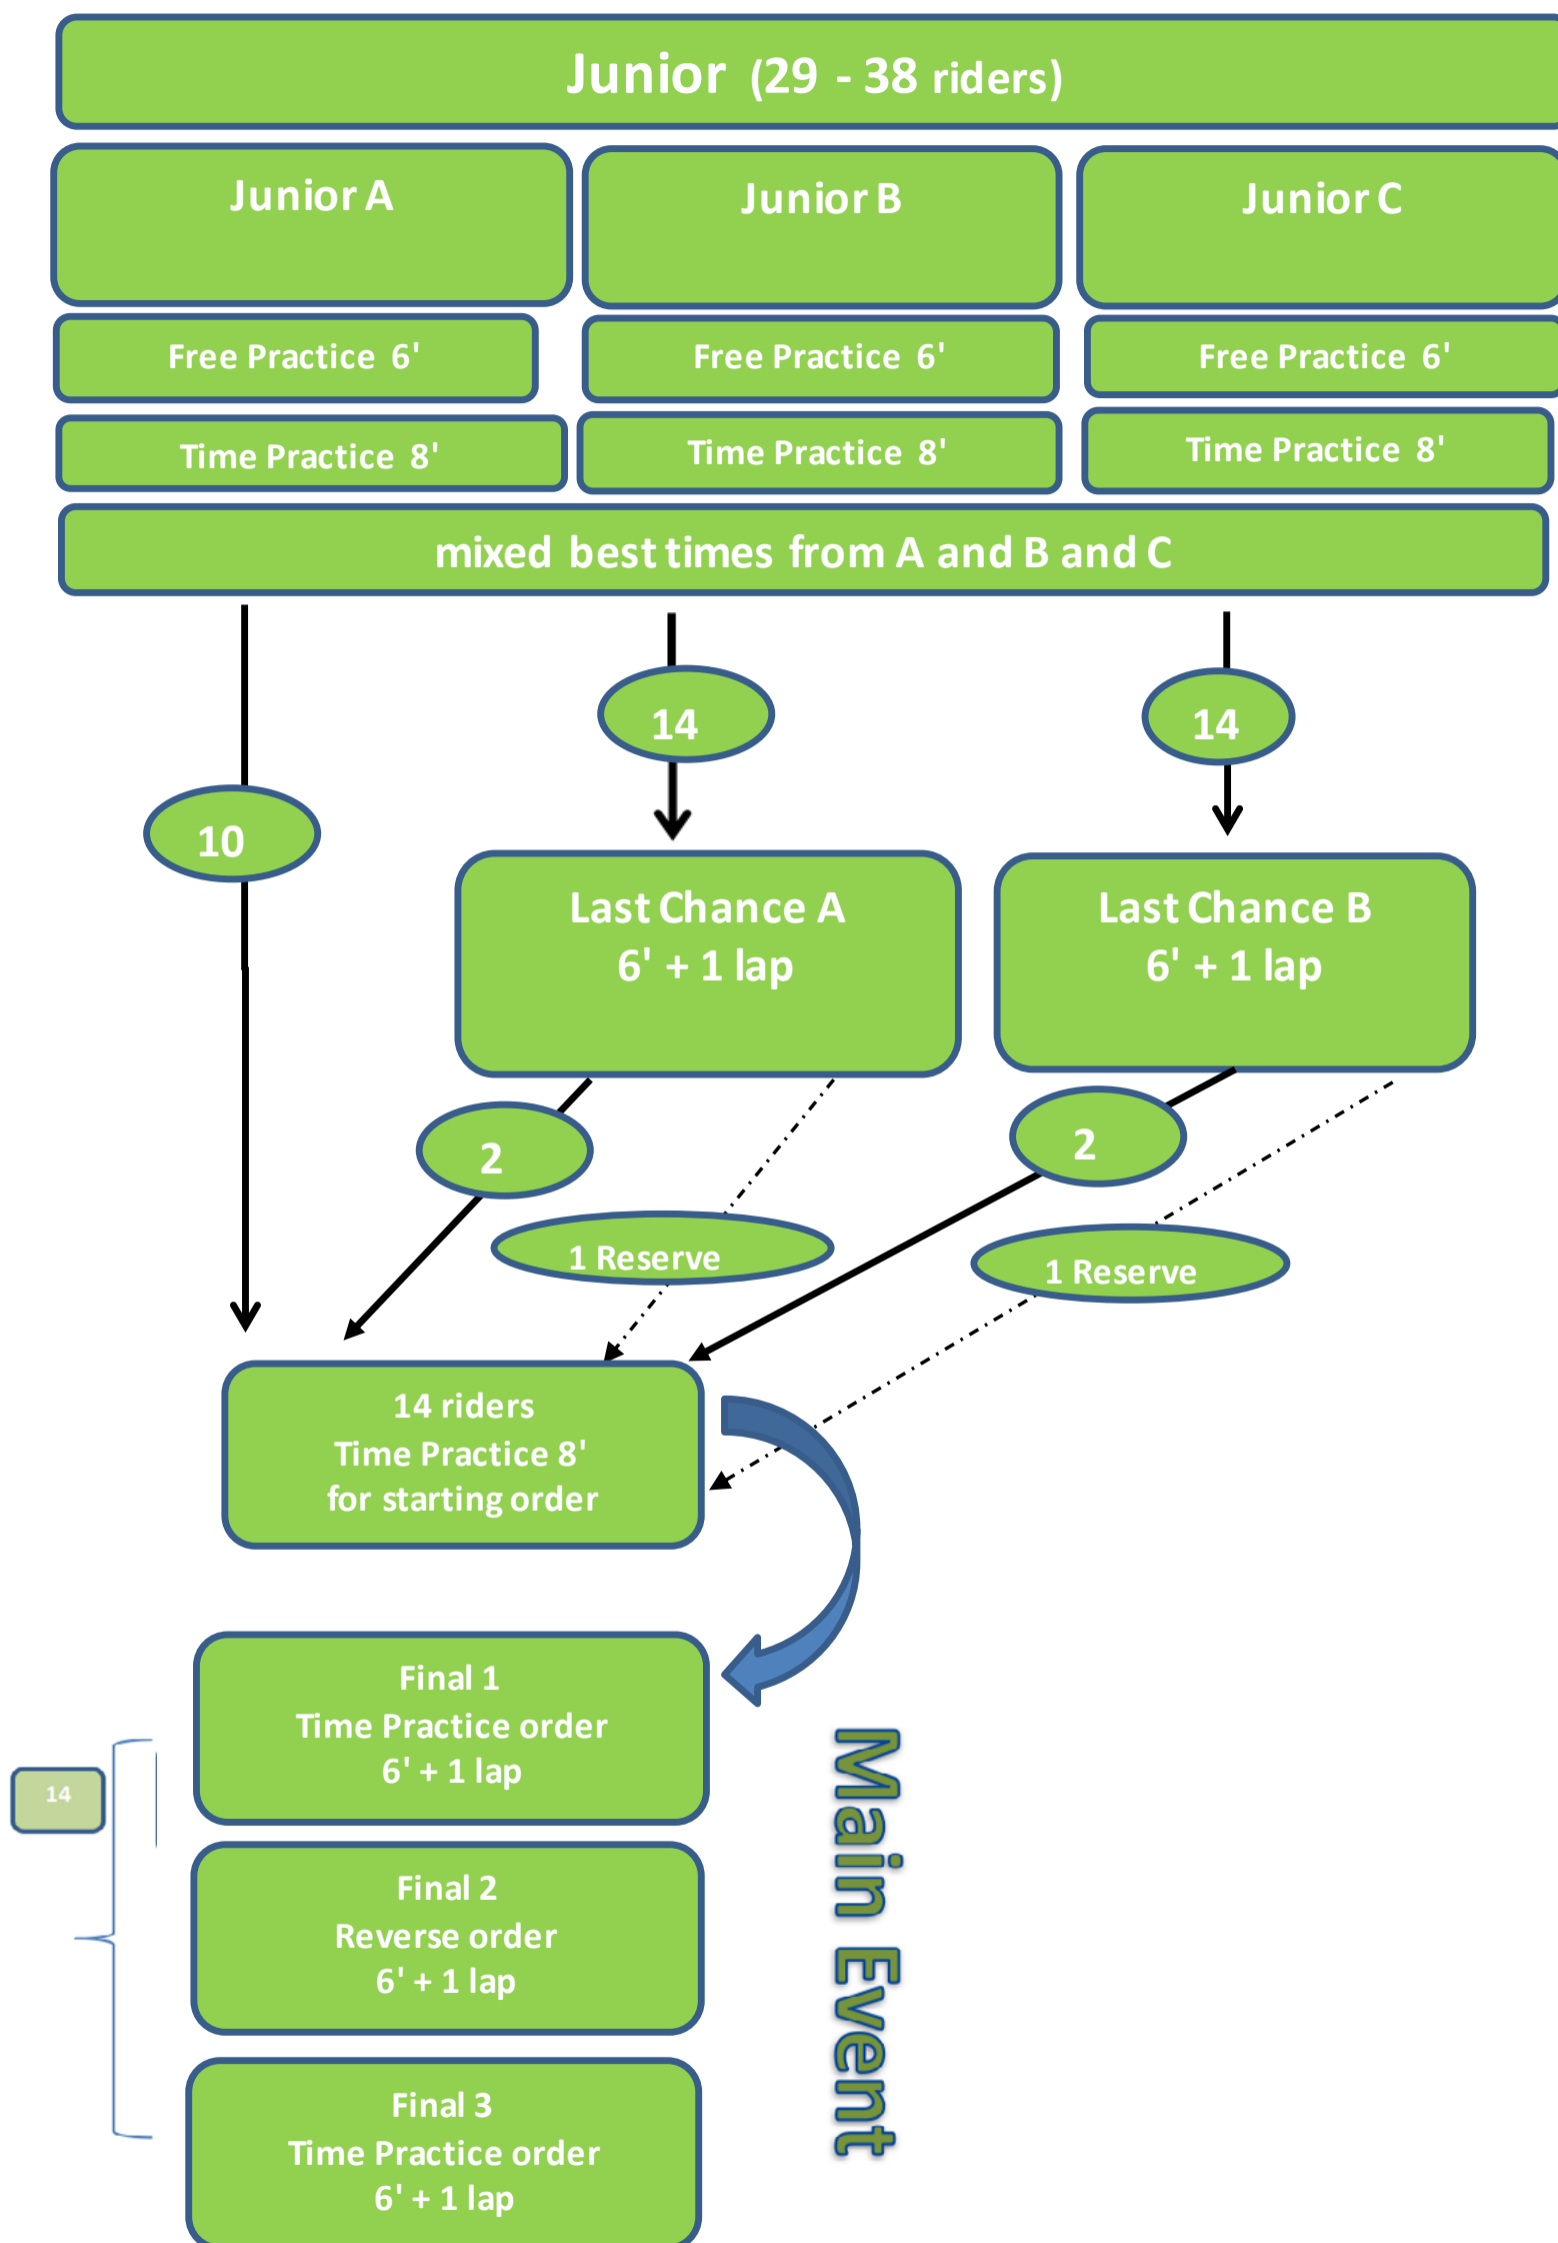 Junior (29 - 38 riders)
Junior A
Junior B
Junior C
Free Practice 6'
Free Practice 6'
Free Practice 6'
Time Practice 8'
Time Practice 8'
Time Practice 8'
mixed best times from A and B and C
14
14
10
Last Chance A
6' + 1 lap
Last Chance B
6' + 1 lap
2
2
1 Reserve
1 Reserve
14 riders
Time Practice 8'
for starting order
Final 1
Time Practice order
6' + 1 lap
14
Final 2
Reverse order
6' + 1 lap
Final 3
Time Practice order
6' + 1 lap
Main Event